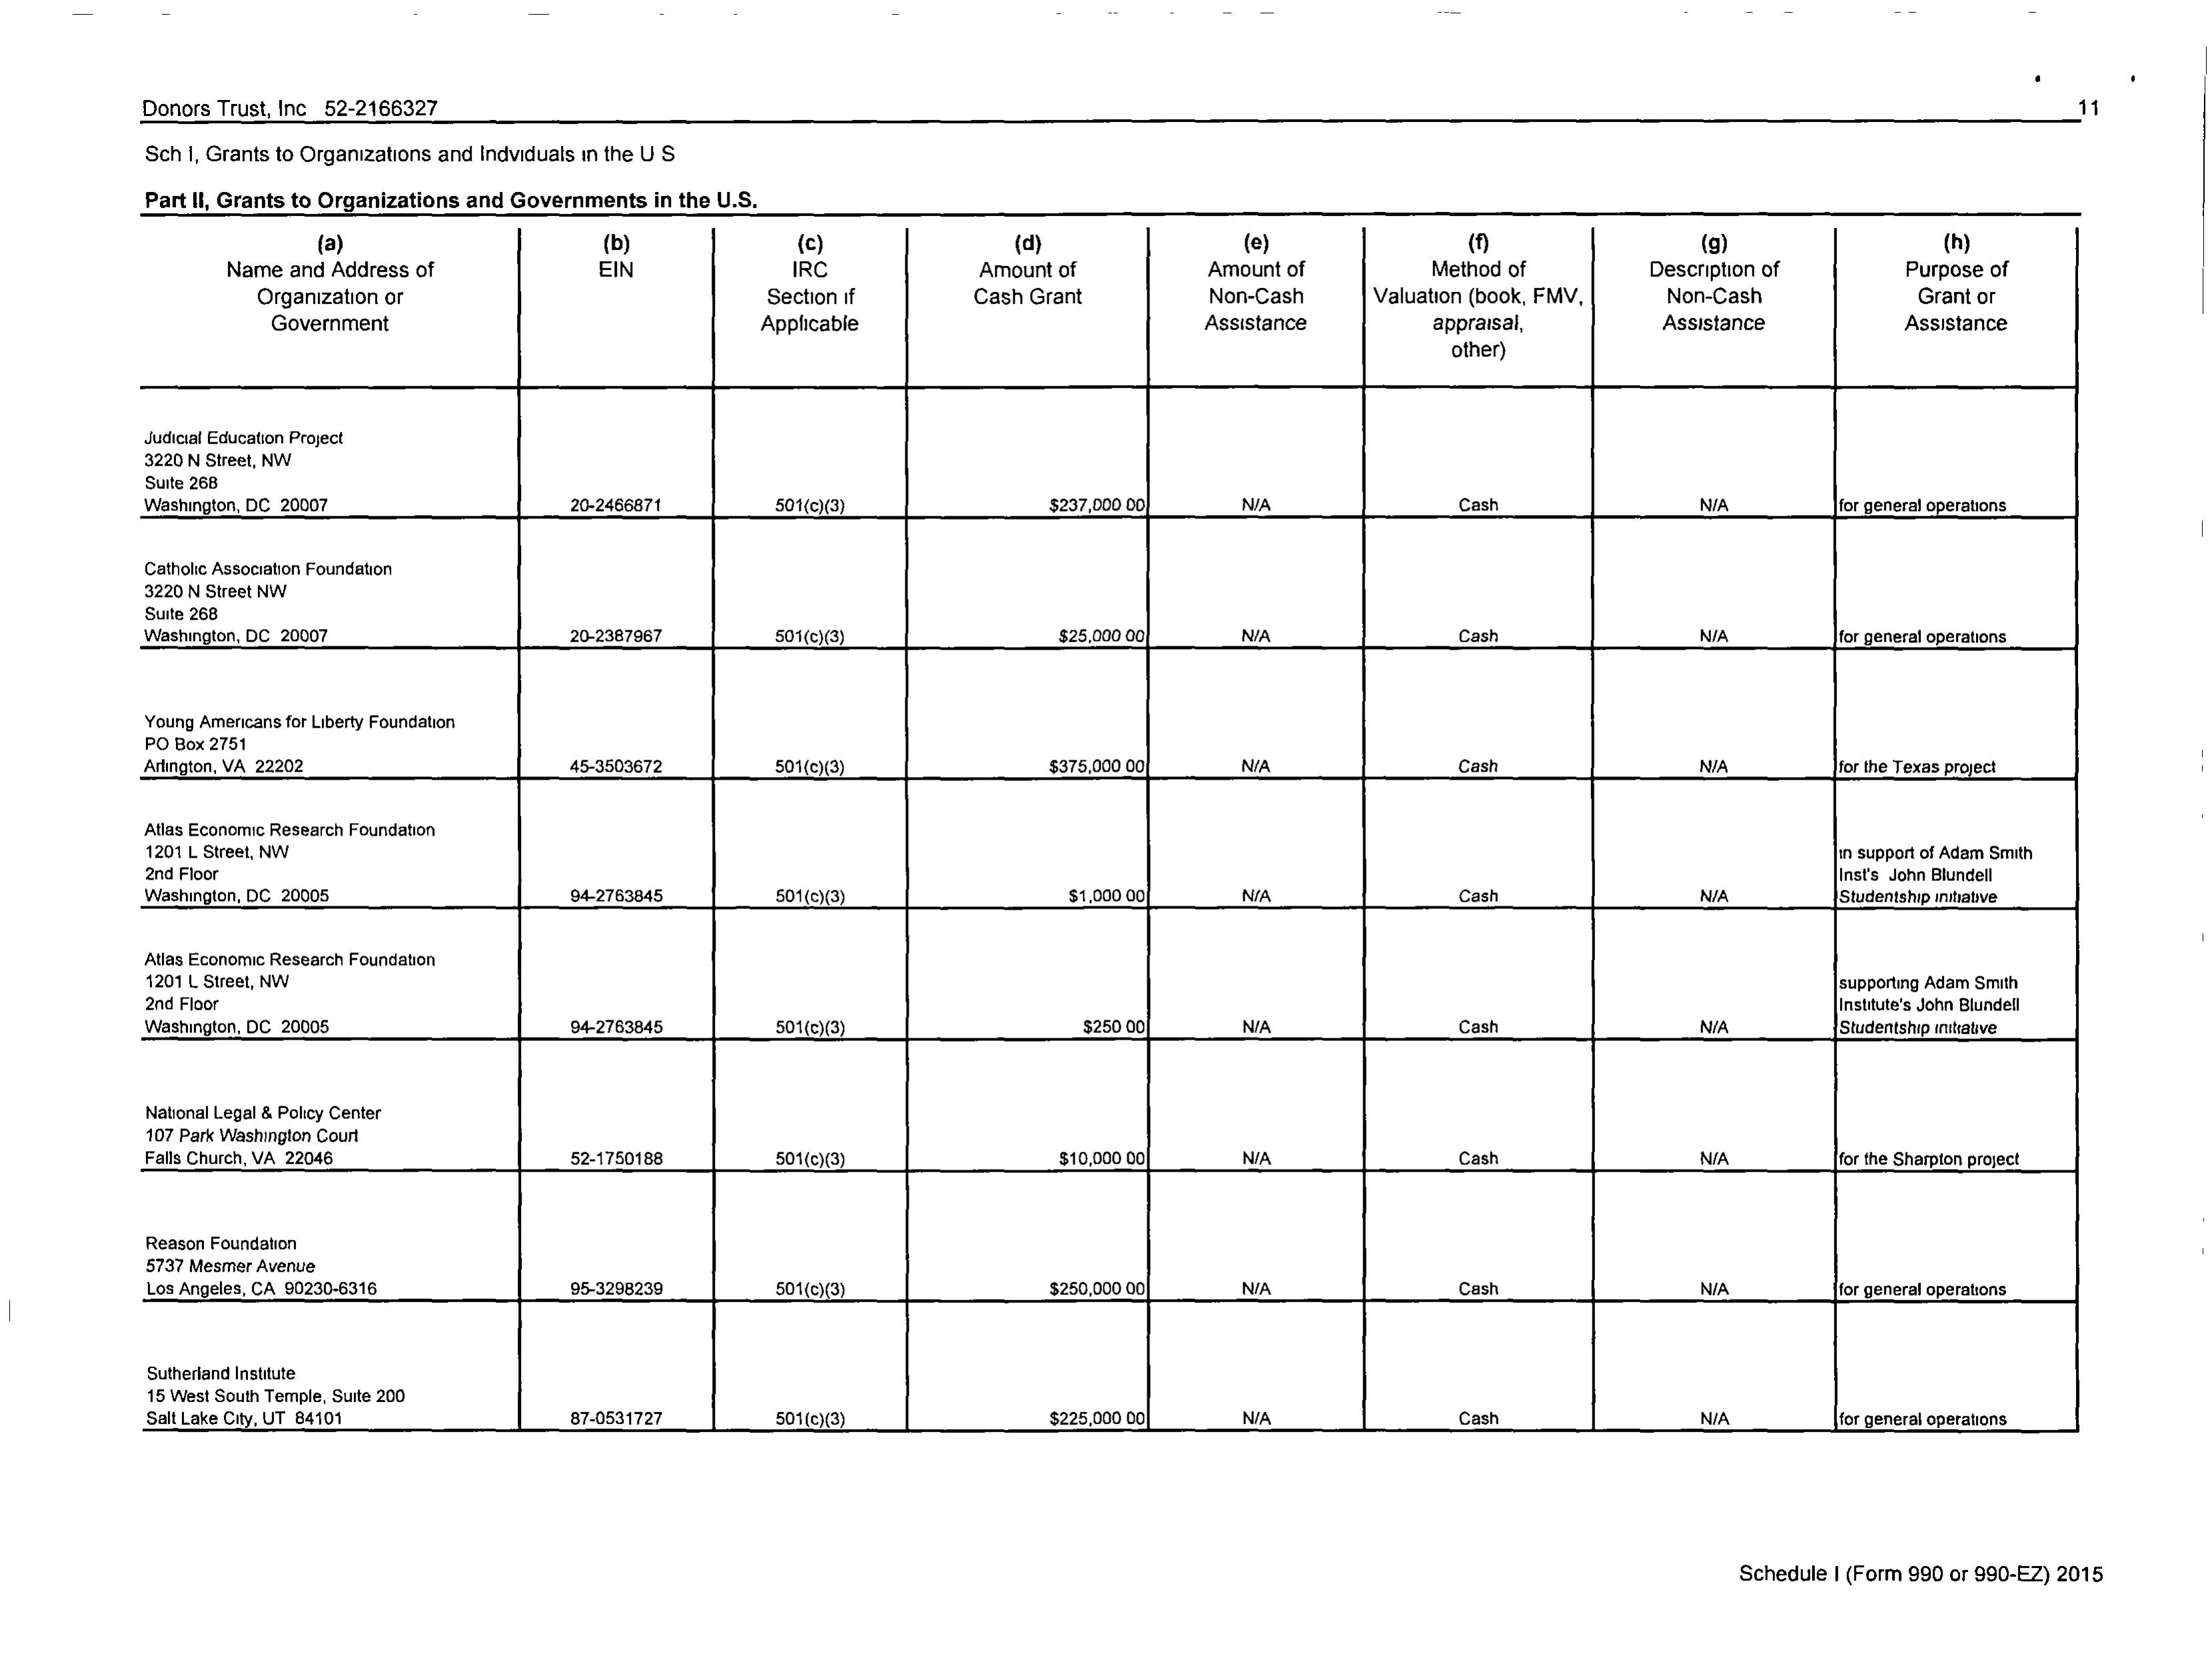 Donors Trust, Inc 52-2166327
11
Sch I, Grants to Organizations and Indviduals in the U S
Part II, Grants to Organizations and Governments in the U.S.
(a) (b) (c) (d) (e) (f) (g) (h)
Name and Address of EIN IRC Amount of Amount of Method of Description of Purpose of
Organization or Section if Cash Grant Non-Cash Valuation (book, FMV, Non-Cash Grant or
Government Applicable Assistance appraisal, Assistance Assistance
other)
Judicial Education Project
3220 N Street, NW
Suite 268
Washington, DC 20007 20-2466871 501(c)(3) $237,000 00 N/A Cash N/A for general operations
Catholic Association Foundation
3220 N Street NW
Suite 268
Washington, DC 20007 20-2387967 501(c)(3) $25,000 00 N/A Cash N/A for general operations
Young Americans for Liberty Foundation
PO Box 2751
Arlington, VA 22202 45-3503672 501(c)(3) $375,000 00 N/A Cash N/A for the Texas project
Atlas Economic Research Foundation
1201 L Street, NW in support of Adam Smith
2nd Floor Inst's John Blundell
Washington, DC 20005 94-2763845 501(c)(3) $1,000 00 N/A Cash N/A Studentship initiative
Atlas Economic Research Foundation
1201 L Street, NW supporting Adam Smith
2nd Floor Institute's John Blundell
Washington, DC 20005 94-2763845 501(c)(3) $250 00 N/A Cash N/A Studentship initiative
National Legal & Policy Center
107 Park Washington Court
Falls Church, VA 22046 52-1750188 501(c)(3) $10,000 00 N/A Cash N/A for the Sharpton project
Reason Foundation
5737 Mesmer Avenue
Los Angeles, CA 90230-6316 95-3298239 501(c)(3) $250,000 00 N/A Cash N/A for general operations
Sutherland Institute
15 West South Temple, Suite 200
Salt Lake City, UT 84101 87-0531727 501(c)(3) $225,000 00 N/A Cash N/A for general operations
Schedule I (Form 990 or 990-EZ) 2015